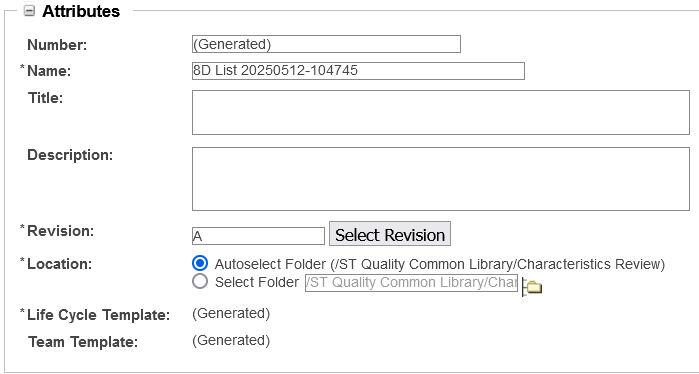 Attributes
Number: (Generated)
*Name: 8D List 20250512-104745
Title:
Description:
*Revision: A Select Revision
*Location: Autoselect Folder (/ST Quality Common Library/Characteristics Review)
Select Folder /ST Quality Common Library/Char
*Life Cycle Template: (Generated)
Team Template: (Generated)